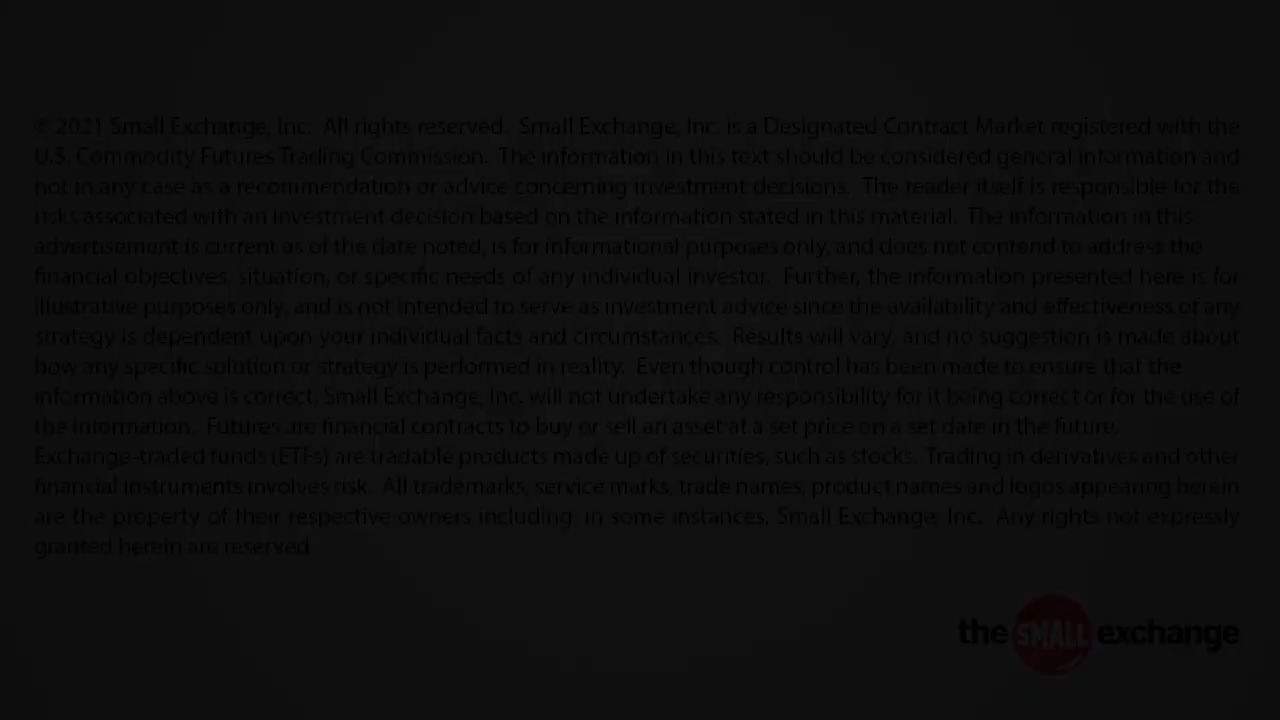 © 2021 Small Exchange, Inc.  All rights reserved.  Small Exchange, Inc. is a Designated Contract Market registered with the
U.S. Commodity Futures Trading Commission.  The information in this text should be considered general information and
not in any case as a recommendation or advice concerning investment decisions.  The reader itself is responsible for the
risks associated with an investment decision based on the information stated in this material.  The information in this
advertisement is current as of the date noted, is for informational purposes only, and does not contend to address the
financial objectives, situation, or specific needs of any individual investor.  Further, the information presented here is for
illustrative purposes only, and is not intended to serve as investment advice since the availability and effectiveness of any
strategy is dependent upon your individual facts and circumstances.  Results will vary, and no suggestion is made about
how any specific solution or strategy is performed in reality.  Even though control has been made to ensure that the
information above is correct, Small Exchange, Inc. will not undertake any responsibility for it being correct or for the use of
the information.  Futures are financial contracts to buy or sell an asset at a set price on a set date in the future.
Exchange-traded funds (ETFs) are tradable products made up of securities, such as stocks.  Trading in derivatives and other
financial instruments involves risk.  All trademarks, service marks, trade names, product names and logos appearing herein
are the property of their respective owners including, in some instances, Small Exchange, Inc.  Any rights not expressly
granted herein are reserved.
the SMALL exchange